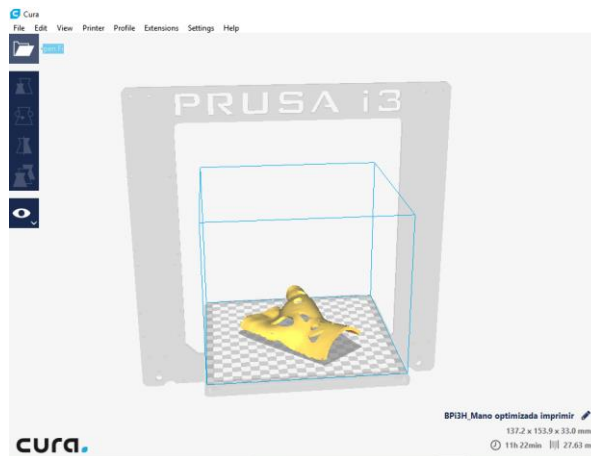 Cura
File Edit View Printer Profile Extensions Settings Help
PRUSA i3
BPi3H_Mano optimizada imprimir
137.2 x 153.9 x 33.0 mm
11h 22min 27.63 m
cura.